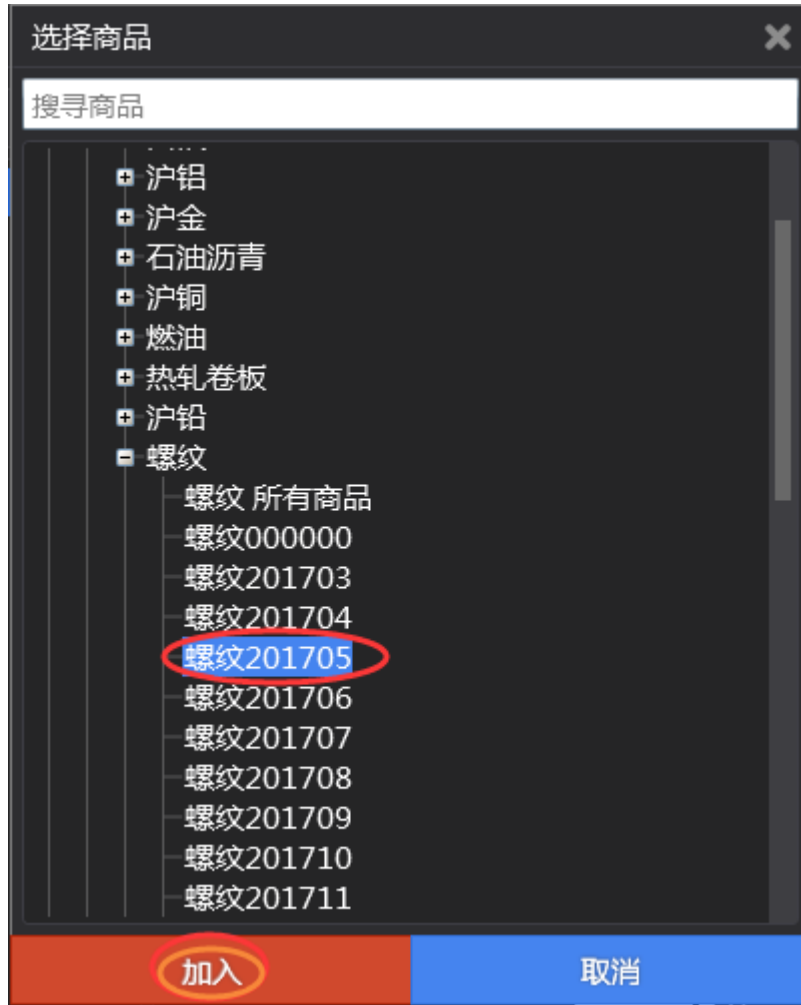 选择商品
搜寻商品
沪铝
沪金
石油沥青
沪铜
燃油
热轧卷板
沪铅
螺纹
螺纹 所有商品
螺纹000000
螺纹201703
螺纹201704
螺纹201705
螺纹201706
螺纹201707
螺纹201708
螺纹201709
螺纹201710
螺纹201711
加入
取消